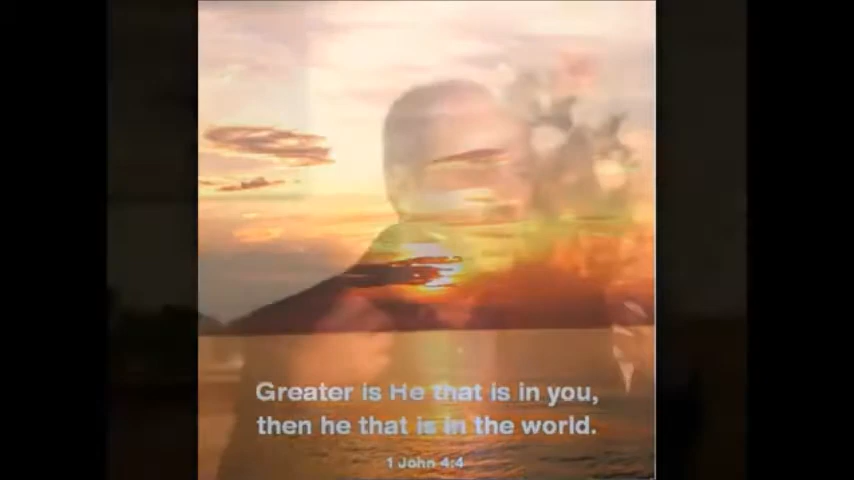 Greater is He that is in you,
then he that is in the world.
1 John 4:4